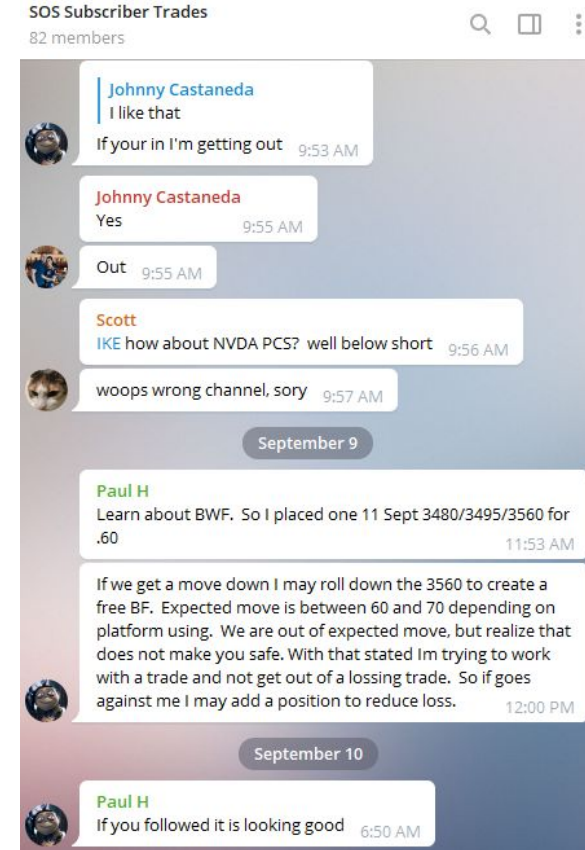 SOS Subscriber Trades
82 members
Johnny Castaneda
I like that
If your in I'm getting out 9:53 AM
Johnny Castaneda
Yes 9:55 AM
Out 9:55 AM
Scott
IKE how about NVDA PCS? well below short 9:56 AM
woops wrong channel, sory 9:57 AM
September 9
Paul H
Learn about BWF. So I placed one 11 Sept 3480/3495/3560 for
.60 11:53 AM
If we get a move down I may roll down the 3560 to create a
free BF. Expected move is between 60 and 70 depending on
platform using. We are out of expected move, but realize that
does not make you safe. With that stated Im trying to work
with a trade and not get out of a lossing trade. So if goes
against me I may add a position to reduce loss. 12:00 PM
September 10
Paul H
If you followed it is looking good 6:50 AM